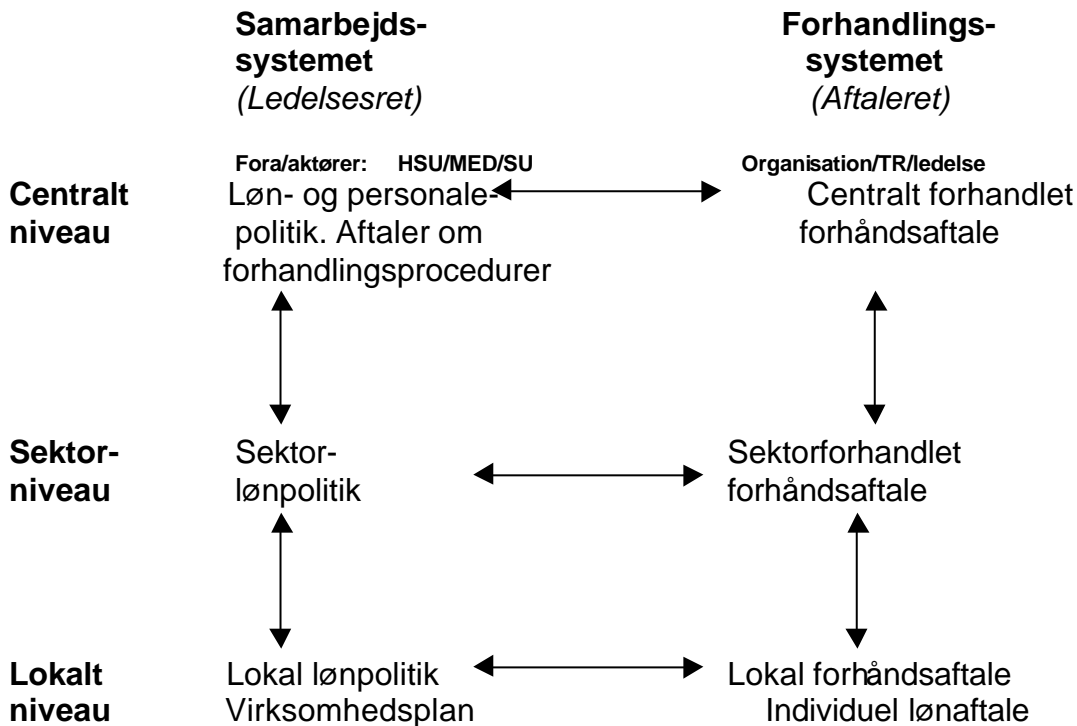 Samarbejds- Forhandlings-
systemet systemet
(Ledelsesret) (Aftaleret)
Fora/aktører: HSU/MED/SU Organisation/TR/ledelse
Centralt Løn- og personale- Centralt forhandlet
niveau politik. Aftaler om forhåndsaftale
forhandlingsprocedurer
Sektor- Sektor- Sektorforhandlet
niveau lønpolitik forhåndsaftale
Lokalt Lokal lønpolitik Lokal forhåndsaftale
niveau Virksomhedsplan Individuel lønaftale